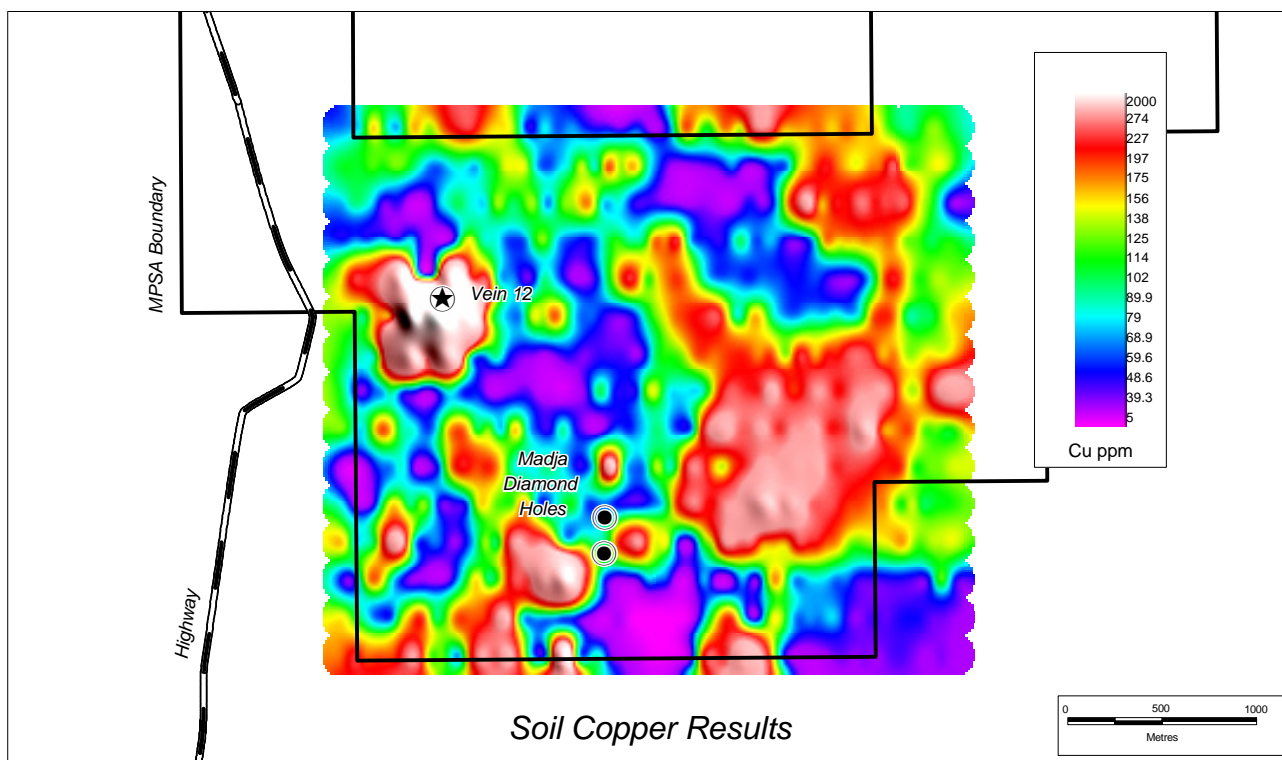 2000
274
227
197
175
156
138
125
114
102
89.9
79
68.9
59.6
48.6
39.3
5
Cu ppm
MPSA Boundary
Vein 12
Madja
Diamond
Holes
Highway
Soil Copper Results
0 500 1000
Metres